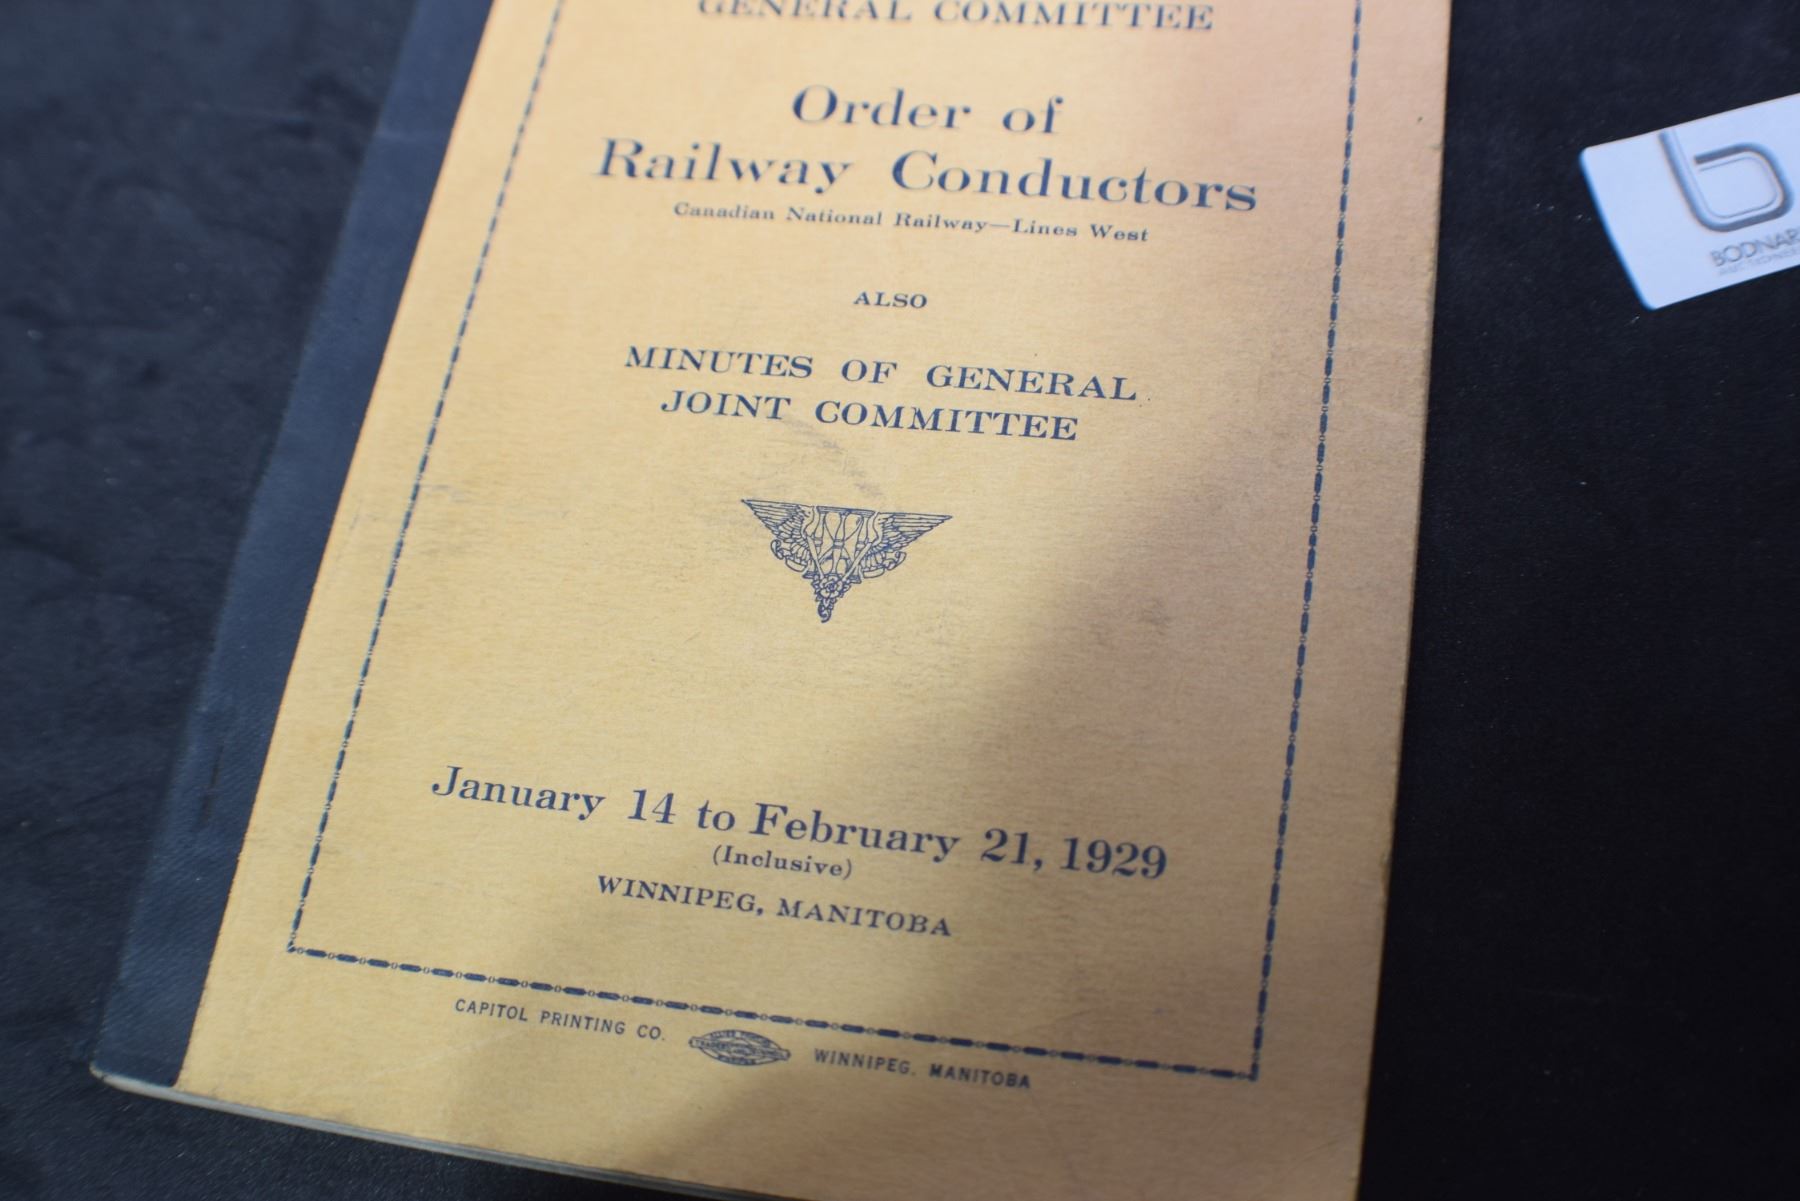 GENERAL COMMITTEE
Order of
Railway Conductors
Canadian National Railway—Lines West
ALSO
MINUTES OF GENERAL
JOINT COMMITTEE
January 14 to February 21, 1929
(Inclusive)
WINNIPEG, MANITOBA
CAPITOL PRINTING CO. WINNIPEG, MANITOBA
b
BODNAR